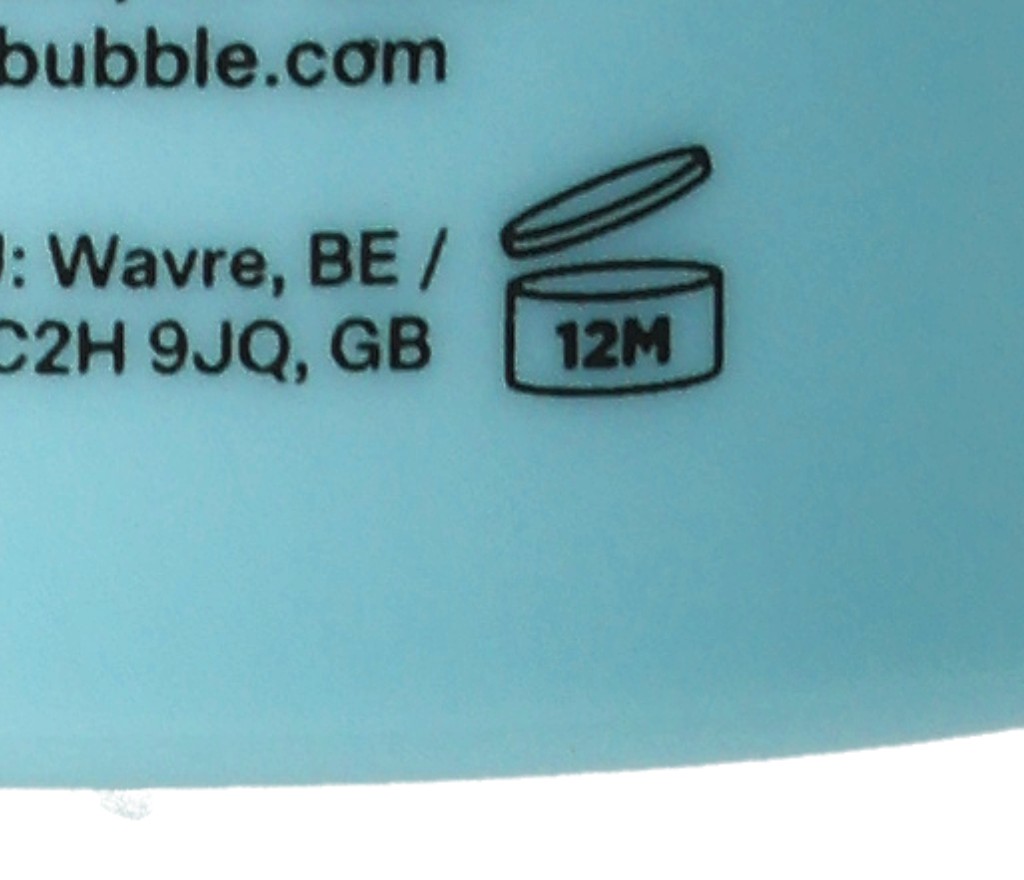 bubble.com
: Wavre, BE /
C2H 9JQ, GB
12M